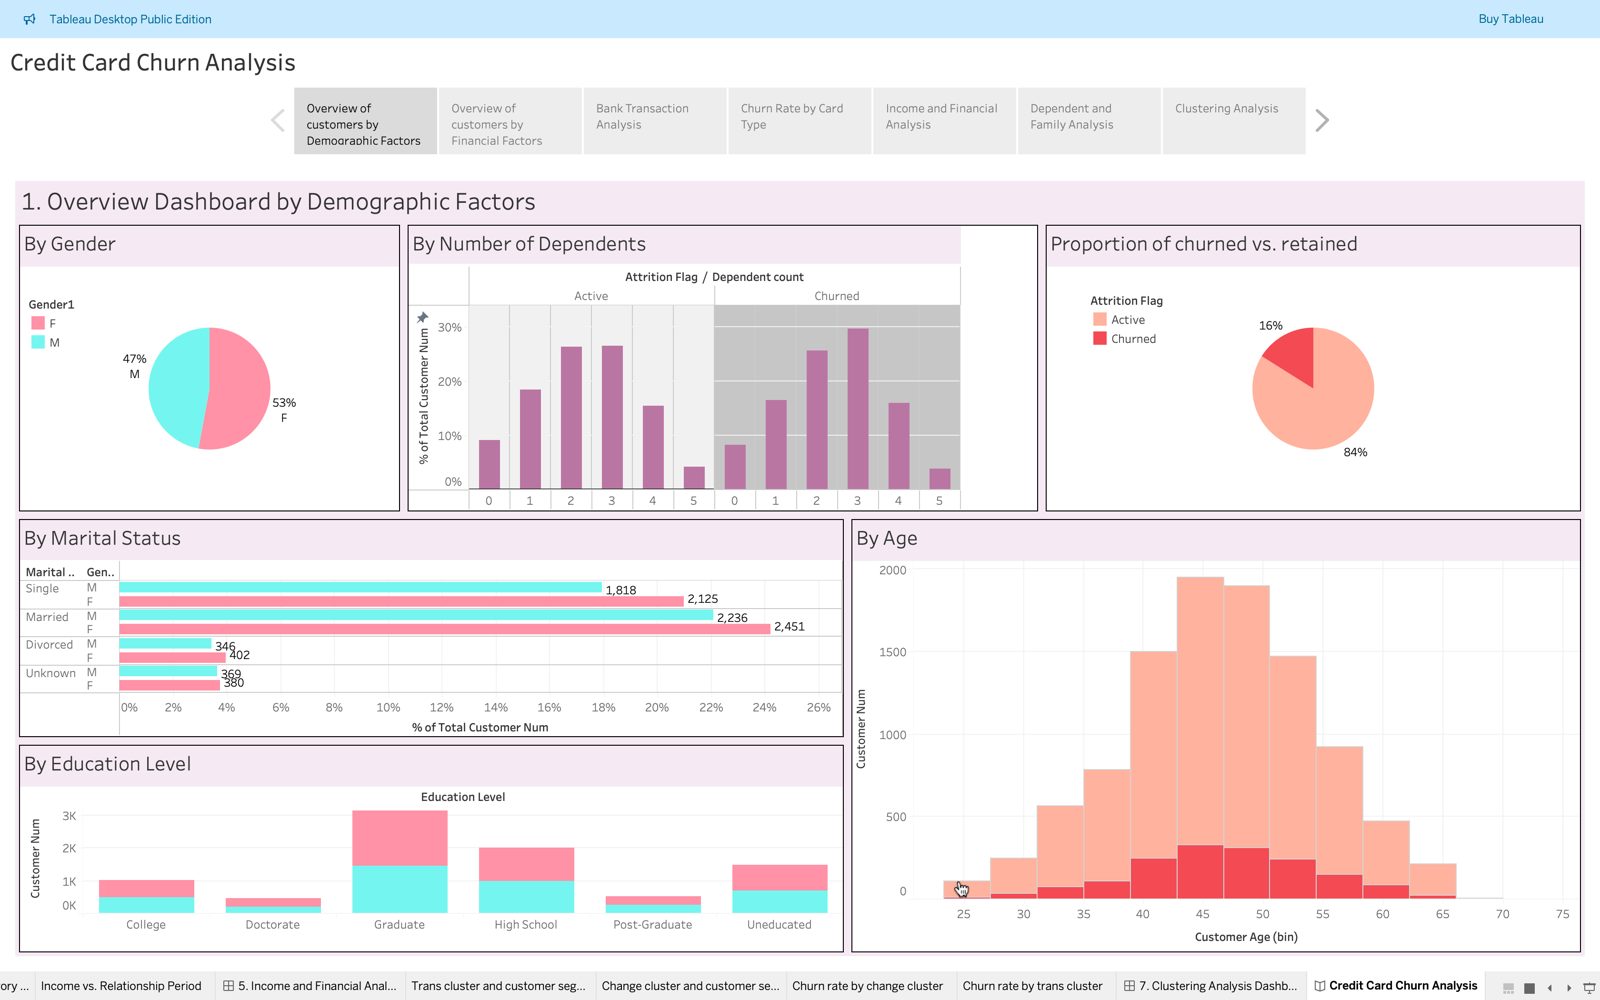 Tableau Desktop Public Edition
Buy Tableau
Credit Card Churn Analysis
Overview of
customers by
Demographic Factors
Overview of
customers by
Financial Factors
Bank Transaction
Analysis
Churn Rate by Card
Type
Income and Financial
Analysis
Dependent and
Family Analysis
Clustering Analysis
1. Overview Dashboard by Demographic Factors
By Gender
Gender1
F
M
47%
M
53%
F
By Number of Dependents
Attrition Flag / Dependent count
Active
Churned
% of Total Customer Num
30%
20%
10%
0%
0 1 2 3 4 5 0 1 2 3 4 5
Proportion of churned vs. retained
Attrition Flag
Active
Churned
16%
84%
By Marital Status
Marital .. Gen..
Single M 1,818
F 2,125
Married M 2,236
F 2,451
Divorced M 346
F 402
Unknown M 369
F 380
0% 2% 4% 6% 8% 10% 12% 14% 16% 18% 20% 22% 24% 26%
% of Total Customer Num
By Education Level
Education Level
Customer Num
3K
2K
1K
0K
College Doctorate Graduate High School Post-Graduate Uneducated
By Age
Customer Num
2000
1500
1000
500
0
25 30 35 40 45 50 55 60 65 70 75
Customer Age (bin)
ory ... Income vs. Relationship Period 5. Income and Financial Anal... Trans cluster and customer seg... Change cluster and customer se... Churn rate by change cluster Churn rate by trans cluster 7. Clustering Analysis Dashb... Credit Card Churn Analysis